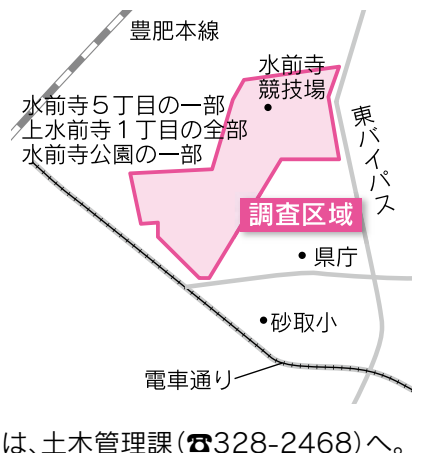 豊肥本線
水前寺
競技場
水前寺5丁目の一部
上水前寺1丁目の全部
水前寺公園の一部
東バイパス
調査区域
県庁
砂取小
電車通り
は、土木管理課(☎328-2468)へ。